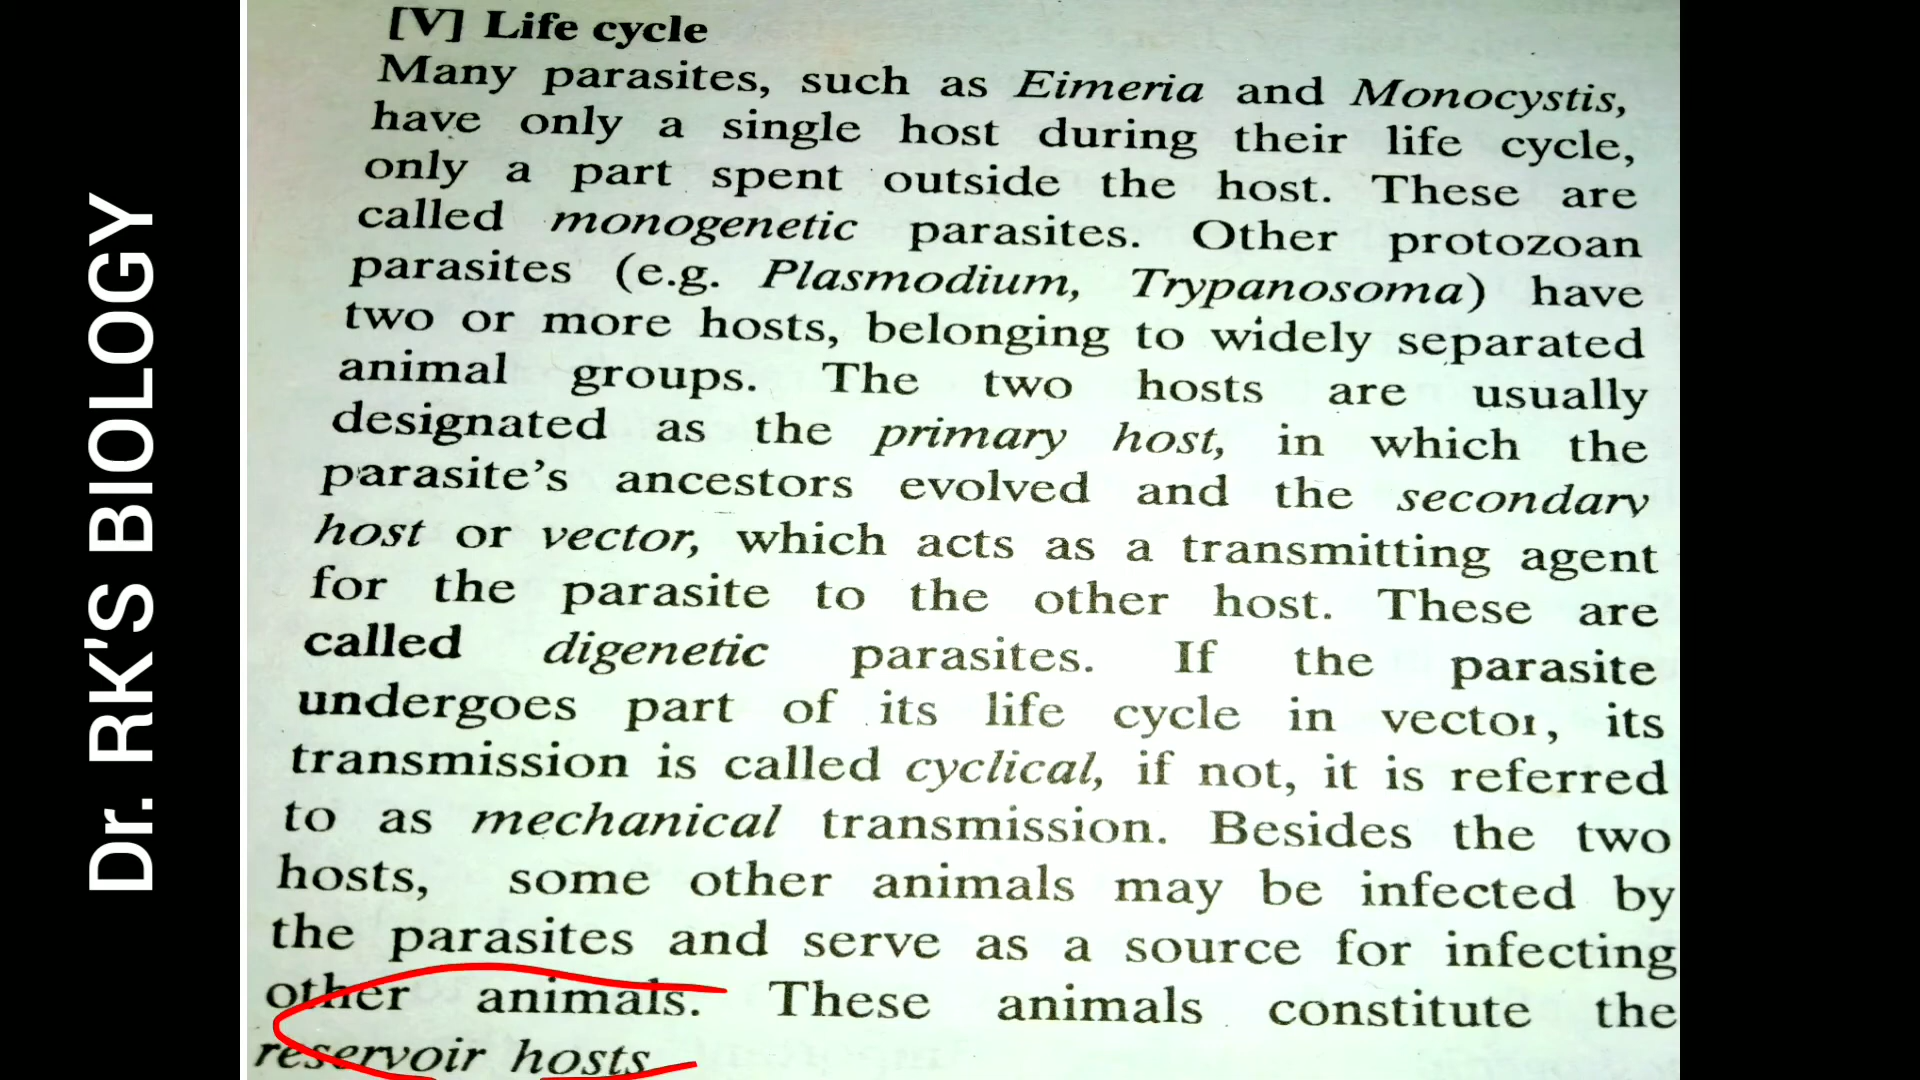 Dr. RK'S BIOLOGY
[V] Life cycle
Many parasites, such as Eimeria and Monocystis,
have only a single host during their life cycle,
only a part spent outside the host. These are
called monogenetic parasites. Other protozoan
parasites (e.g. Plasmodium, Trypanosoma) have
two or more hosts, belonging to widely separated
animal groups. The two hosts are usually
designated as the primary host, in which the
parasite's ancestors evolved and the secondary
host or vector, which acts as a transmitting agent
for the parasite to the other host. These are
called digenetic parasites. If the parasite
undergoes part of its life cycle in vector, its
transmission is called cyclical, if not, it is referred
to as mechanical transmission. Besides the two
hosts, some other animals may be infected by
the parasites and serve as a source for infecting
other animals. These animals constitute the
reservoir hosts